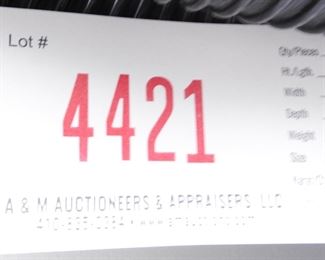 Lot #
4421
Qty/Pieces
Ht./Lgth.
Width
Depth
Weight
Size
A & M AUCTIONEERS & APPRAISERS, LLC